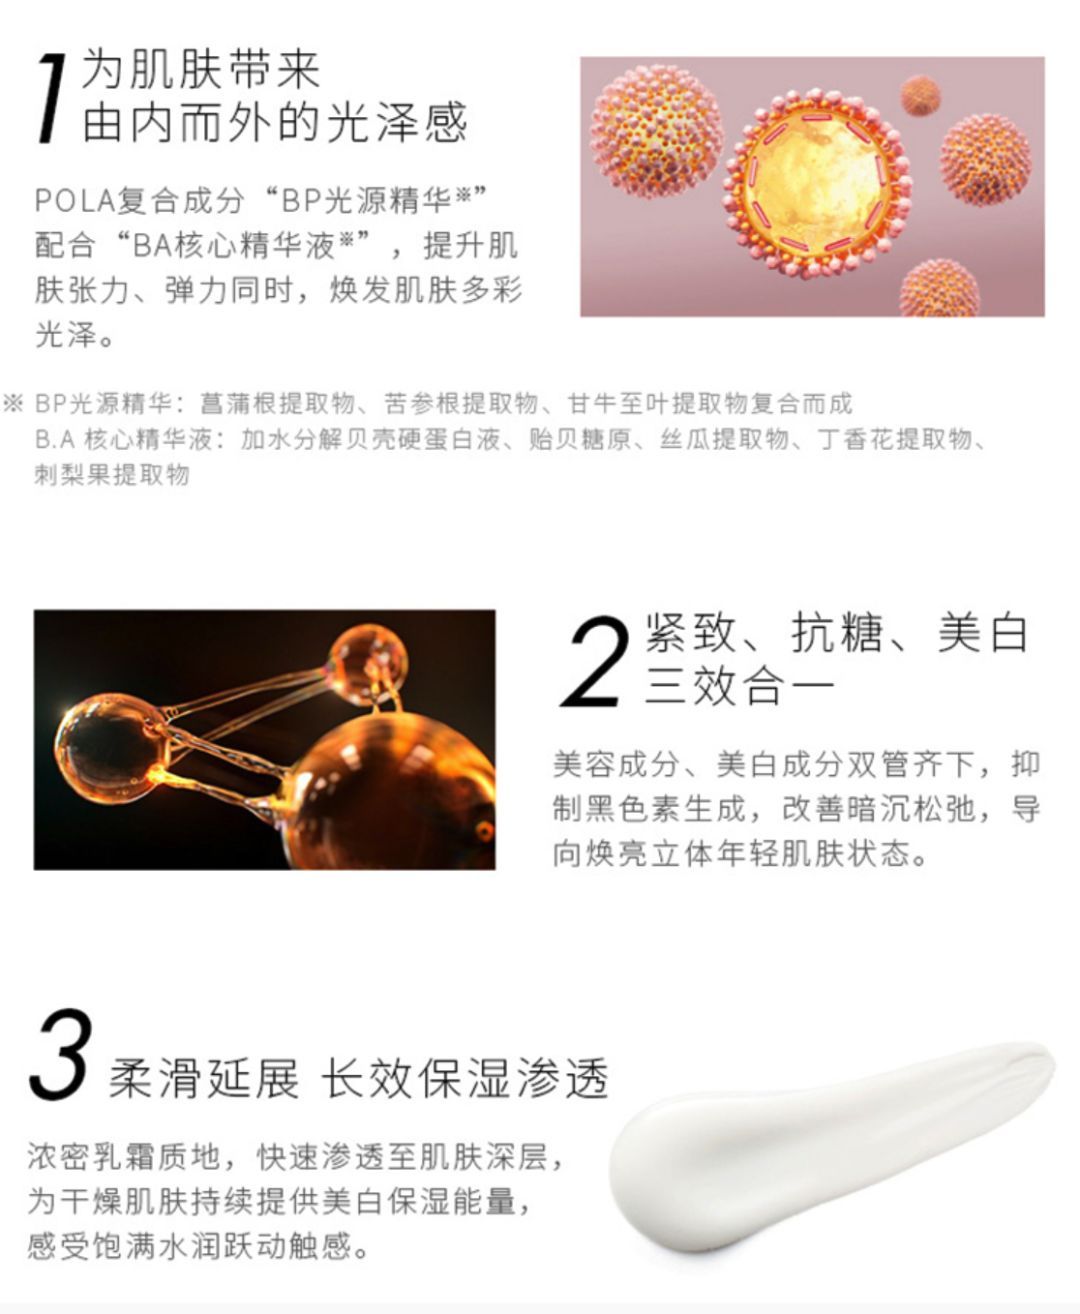 1 为肌肤带来
由内而外的光泽感
POLA复合成分“BP光源精华※”
配合“BA核心精华液※”，提升肌
肤张力、弹力同时，焕发肌肤多彩
光泽。
※ BP光源精华：菖蒲根提取物、苦参根提取物、甘牛至叶提取物复合而成
B.A 核心精华液：加水分解贝壳硬蛋白液、贻贝糖原、丝瓜提取物、丁香花提取物、
刺梨果提取物
2 紧致、抗糖、美白
三效合一
美容成分、美白成分双管齐下，抑
制黑色素生成，改善暗沉松弛，导
向焕亮立体年轻肌肤状态。
3 柔滑延展 长效保湿渗透
浓密乳霜质地，快速渗透至肌肤深层，
为干燥肌肤持续提供美白保湿能量，
感受饱满水润跃动触感。